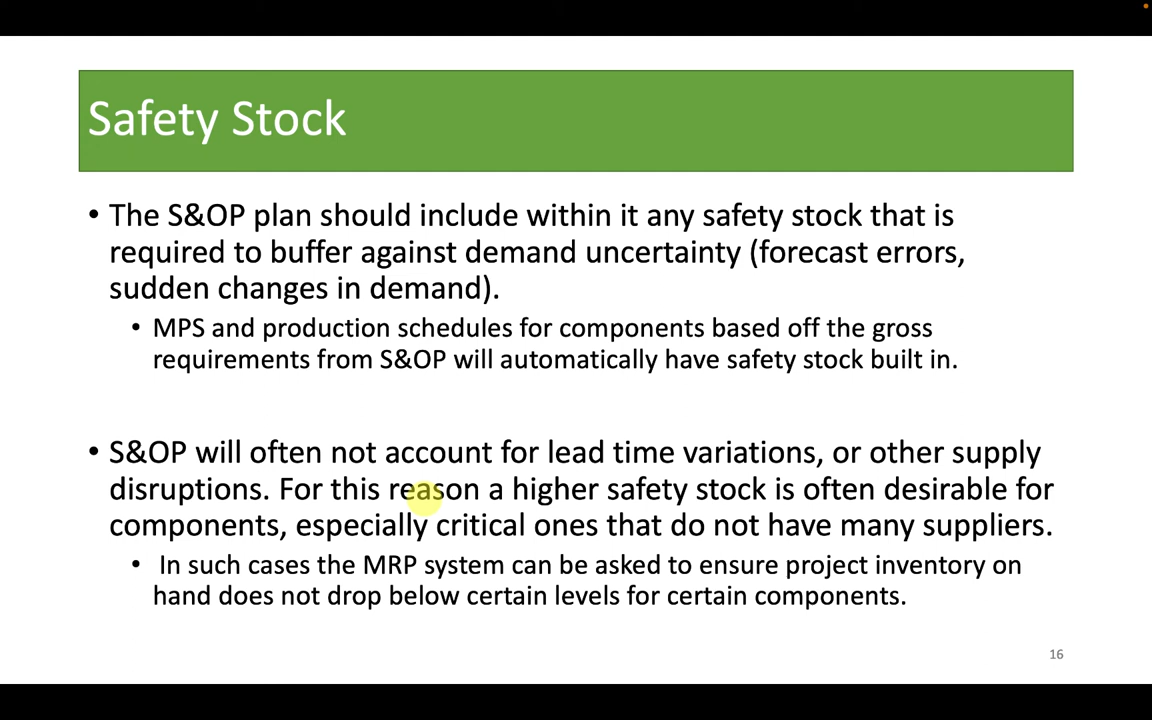 Safety Stock
• The S&OP plan should include within it any safety stock that is
required to buffer against demand uncertainty (forecast errors,
sudden changes in demand).
• MPS and production schedules for components based off the gross
requirements from S&OP will automatically have safety stock built in.
• S&OP will often not account for lead time variations, or other supply
disruptions. For this reason a higher safety stock is often desirable for
components, especially critical ones that do not have many suppliers.
• In such cases the MRP system can be asked to ensure project inventory on
hand does not drop below certain levels for certain components.
16